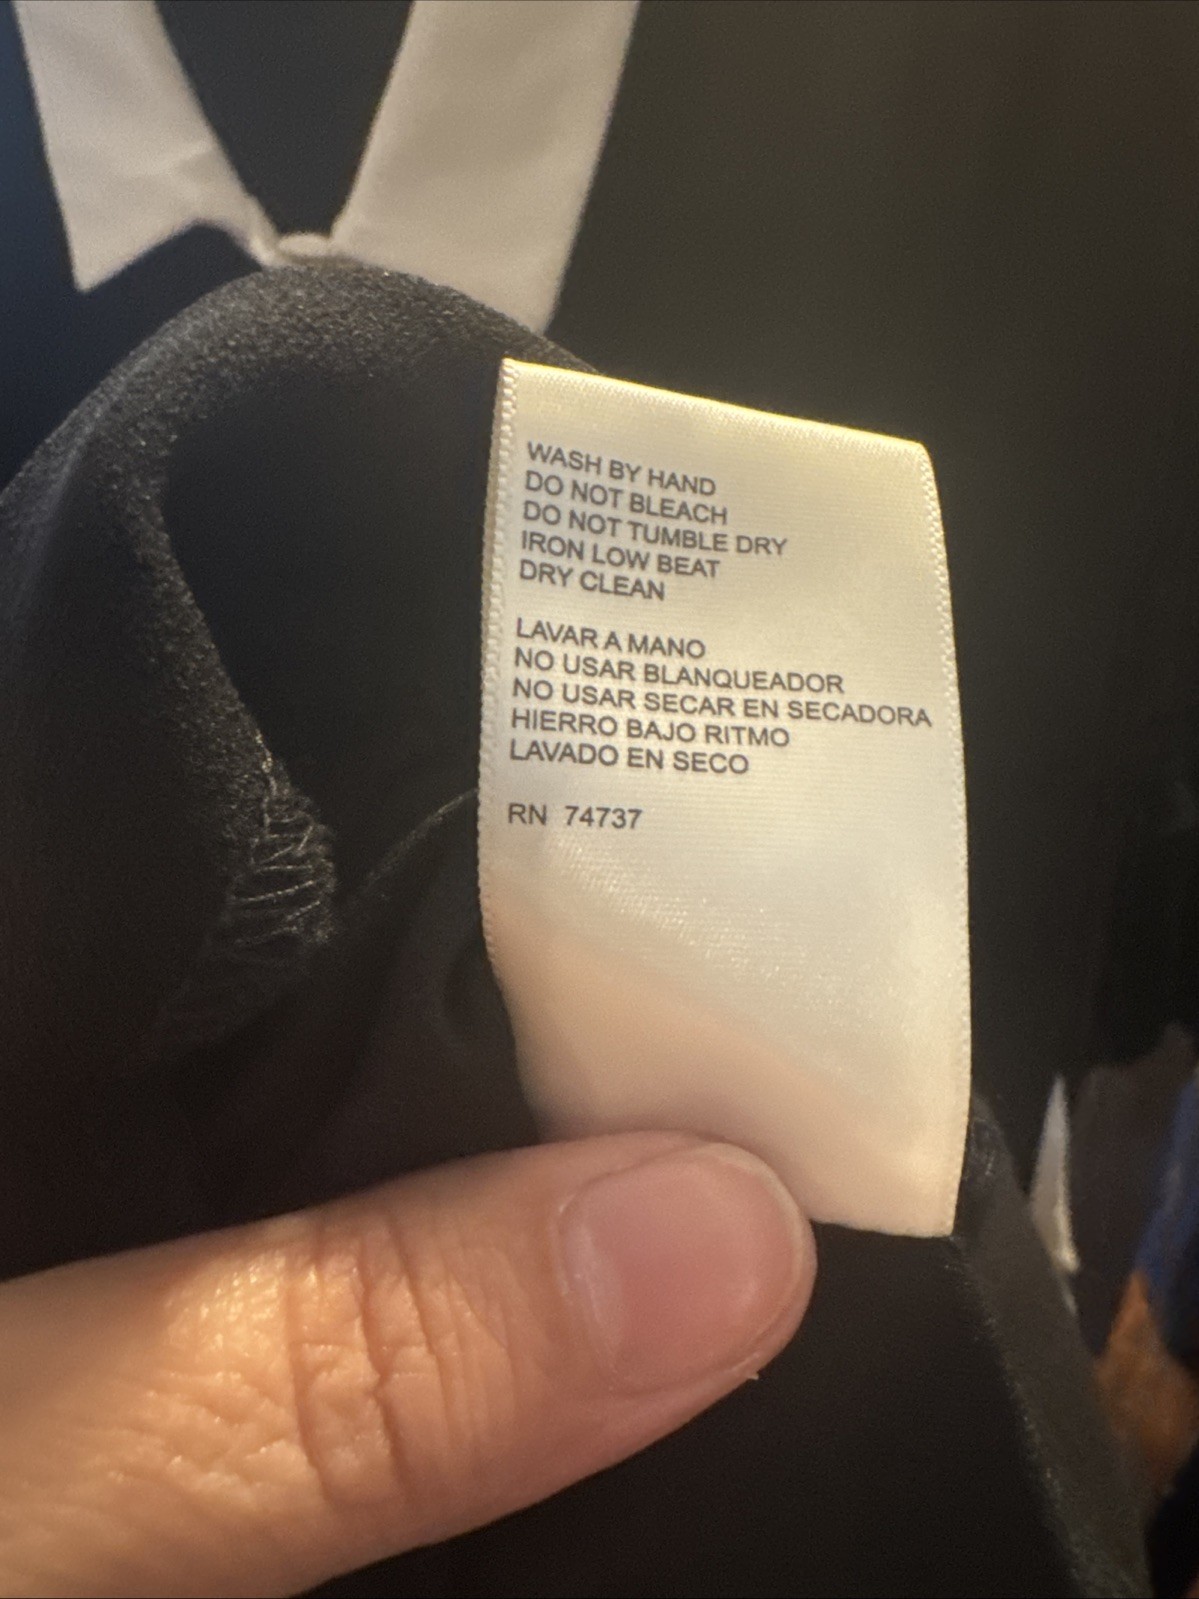 WASH BY HAND
DO NOT BLEACH
DO NOT TUMBLE DRY
IRON LOW BEAT
DRY CLEAN
LAVAR A MANO
NO USAR BLANQUEADOR
NO USAR SECAR EN SECADORA
HIERRO BAJO RITMO
LAVADO EN SECO
RN 74737